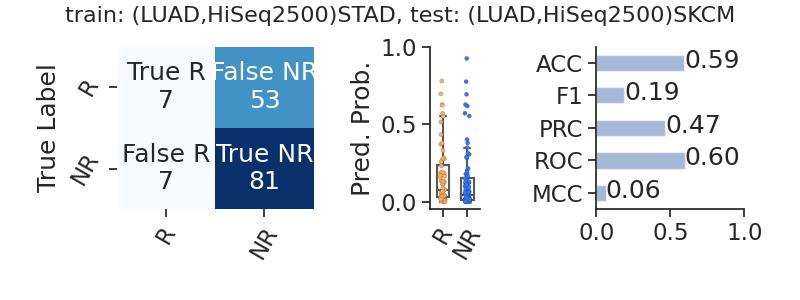 train: (LUAD,HiSeq2500)STAD, test: (LUAD,HiSeq2500)SKCM
True Label
R
NR
True R
7
False NR
53
False R
7
True NR
81
R
NR
Pred. Prob.
1.0
0.5
0.0
R
NR
ACC
F1
PRC
ROC
MCC
0.59
0.19
0.47
0.60
0.06
0.0 0.5 1.0